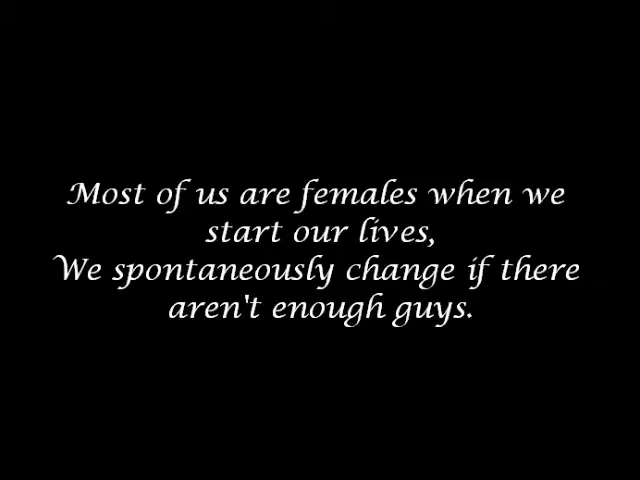 Most of us are females when we
start our lives,
We spontaneously change if there
aren't enough guys.